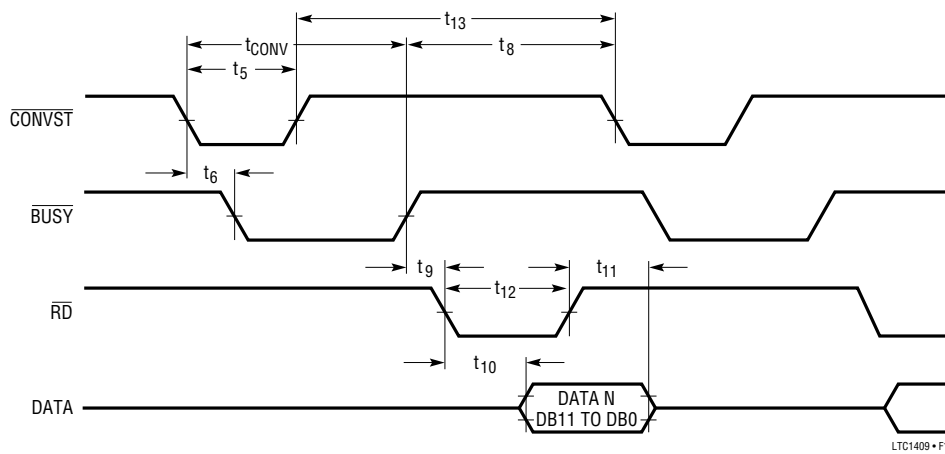 t13
tCONV
t8
t5
CONVST
t6
BUSY
t9
t11
t12
RD
t10
DATA
DATA N
DB11 TO DB0
LTC1409 • F